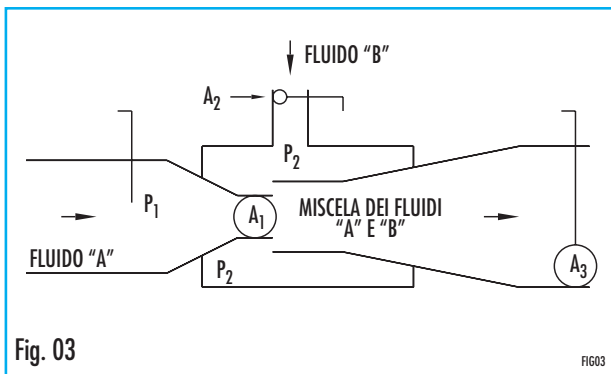 FLUIDO “B”
A2
P2
P1
A1
MISCELA DEI FLUIDI
“A” E “B”
FLUIDO “A”
P2
A3
Fig. 03
FIG03